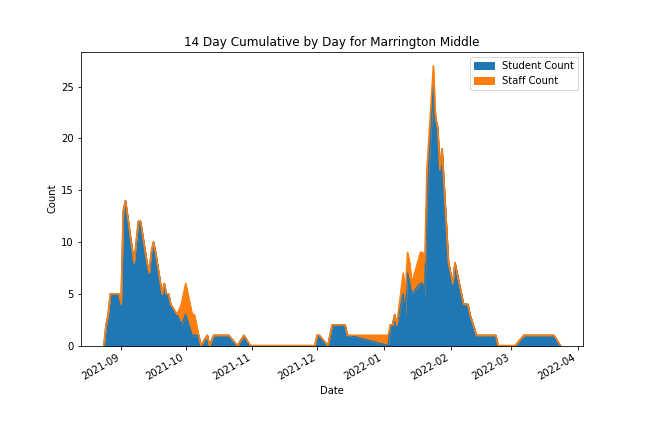 14 Day Cumulative by Day for Marrington Middle
Student Count
Staff Count
Count
25
20
15
10
5
0
2021-09
2021-10
2021-11
2021-12
2022-01
2022-02
2022-03
2022-04
Date